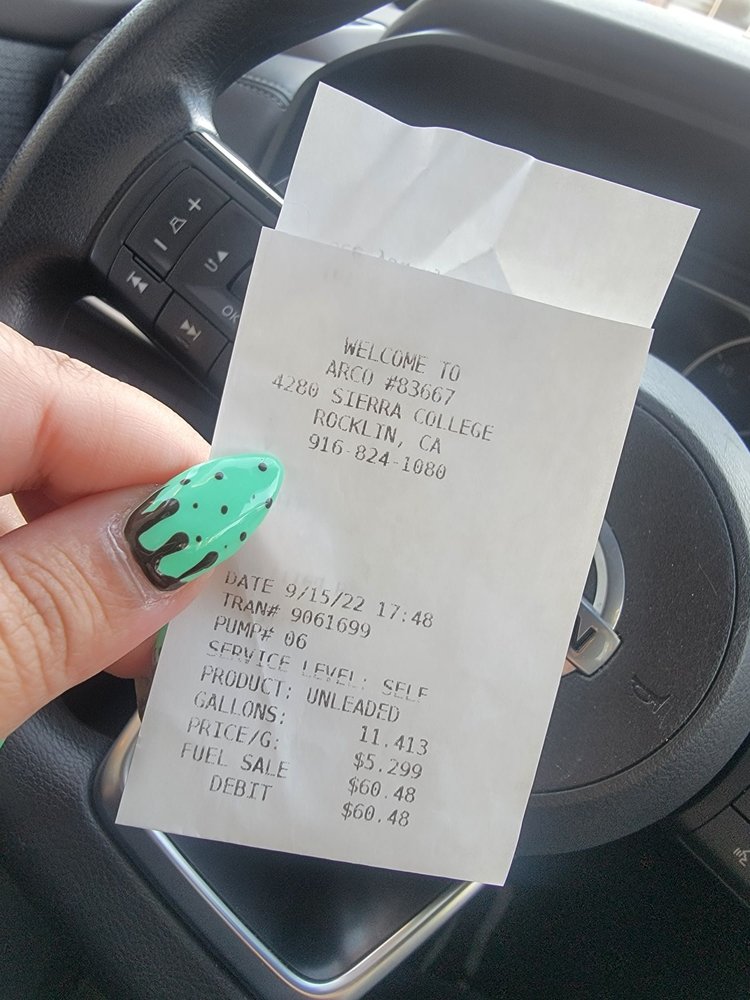 WELCOME TO
ARCO #83667
4280 SIERRA COLLEGE
ROCKLIN, CA
916-824-1080
DATE 9/15/22 17:48
TRAN# 9061699
PUMP# 06
SERVICE LEVEL: SELF
PRODUCT: UNLEADED
GALLONS: 11.413
PRICE/G: $5.299
FUEL SALE $60.48
DEBIT $60.48
OK